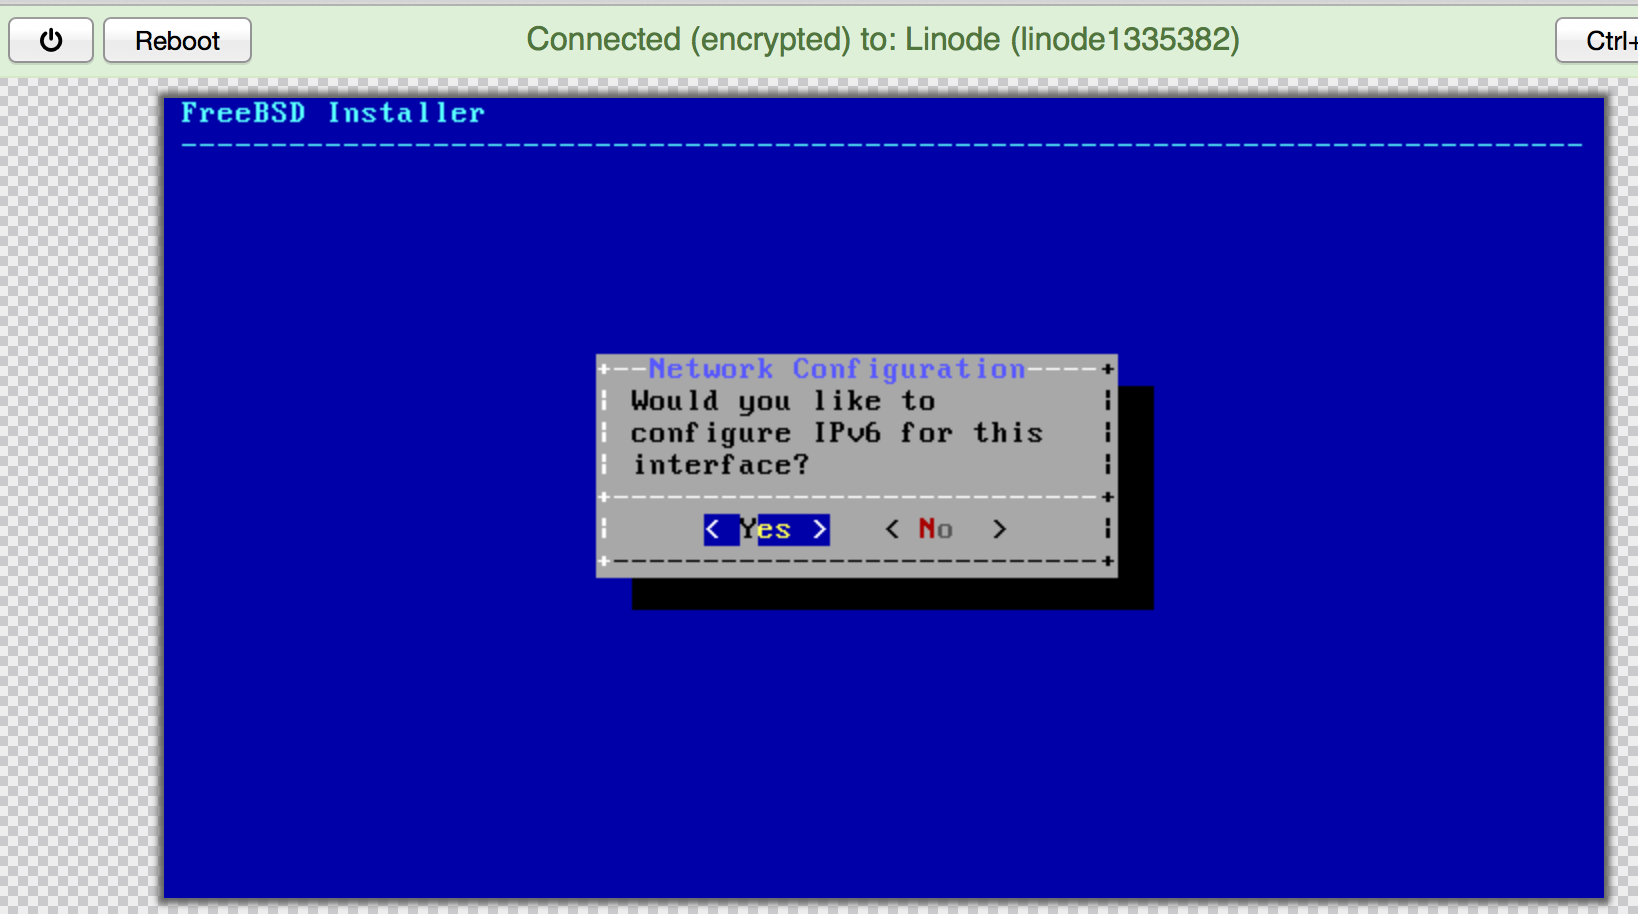 Reboot
Connected (encrypted) to: Linode (linode1335382)
Ctrl+
FreeBSD Installer
Network Configuration
Would you like to
configure IPv6 for this
interface?
< Yes > < No >